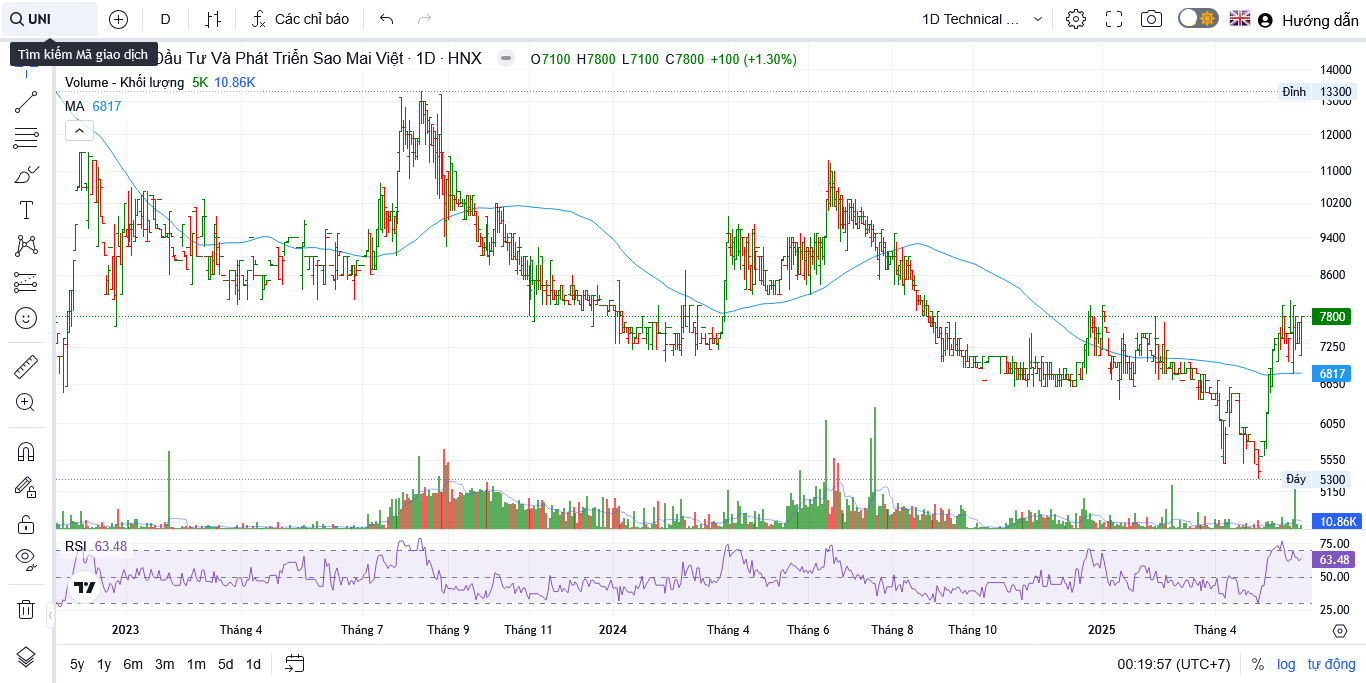 UNI
D
Các chỉ báo
1D Technical ...
Hướng dẫn
Tìm kiếm Mã giao dịch
Đầu Tư Và Phát Triển Sao Mai Việt · 1D · HNX
O7100 H7800 L7100 C7800 +100 (+1.30%)
Volume - Khối lượng 5K 10.86K
MA 6817
14000
Đỉnh 13300
13000
12000
11000
10200
9400
8600
7800
7250
6817
6650
6050
5550
Đáy 5300
5150
10.86K
RSI 63.48
75.00
63.48
50.00
25.00
2023 Tháng 4 Tháng 7 Tháng 9 Tháng 11 2024 Tháng 4 Tháng 6 Tháng 8 Tháng 10 2025 Tháng 4
5y 1y 6m 3m 1m 5d 1d
00:19:57 (UTC+7) % log tự động